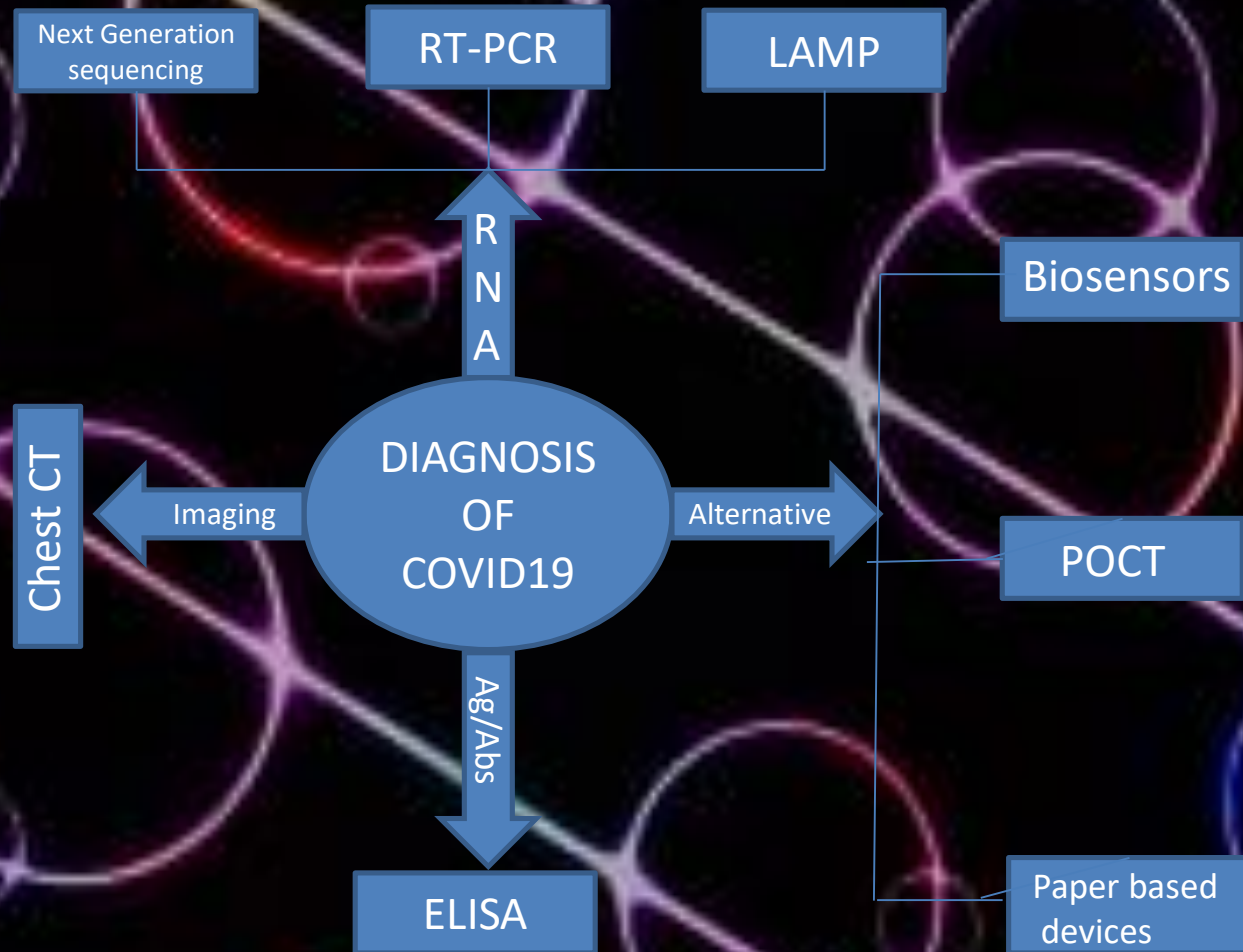 Next Generation
sequencing
RT-PCR
LAMP
R
N
A
Biosensors
Chest CT
Imaging
DIAGNOSIS
OF
COVID19
Alternative
POCT
Ag/Abs
ELISA
Paper based
devices